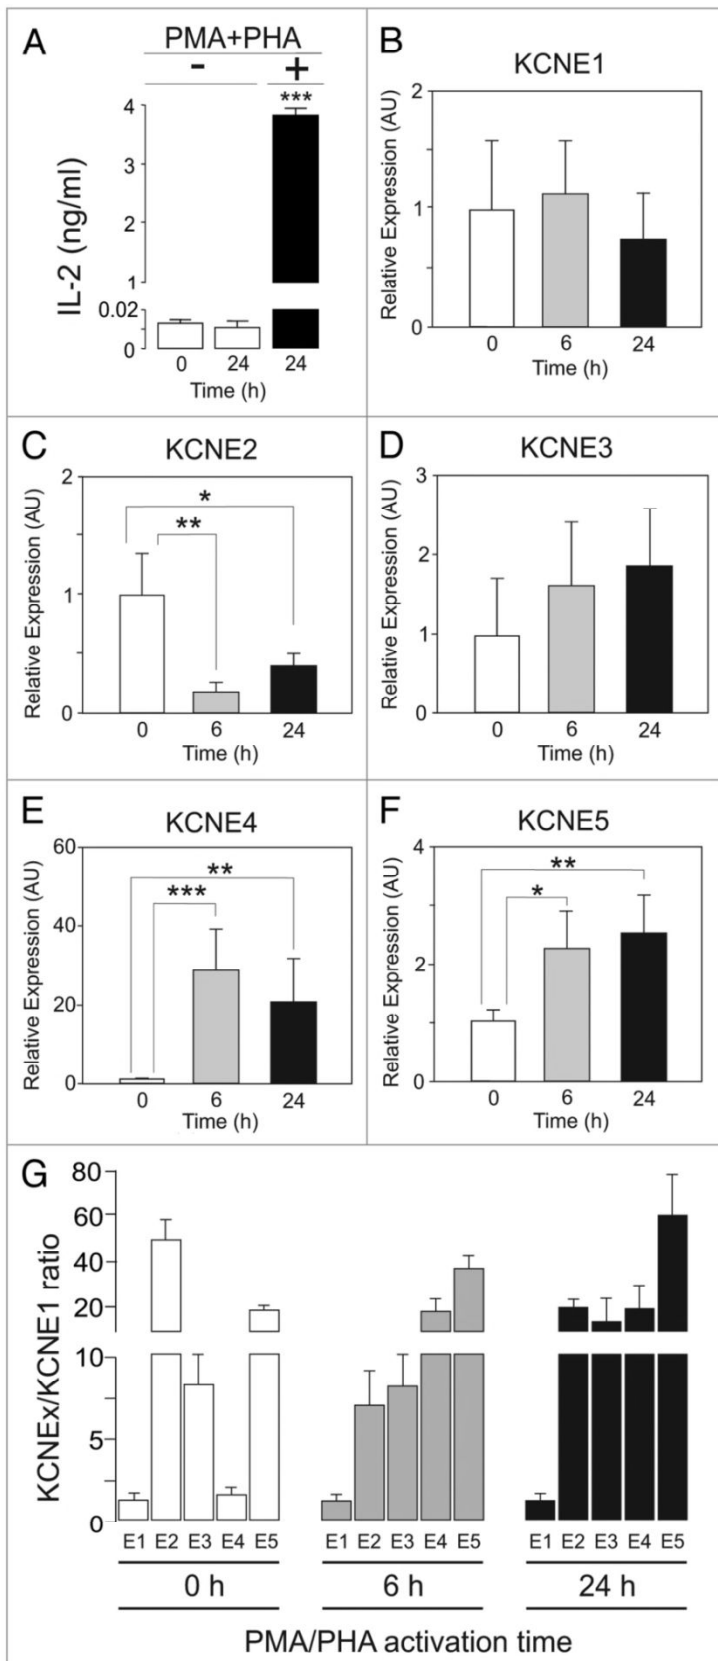 A
PMA+PHA
- +
***
4
3
2
1
0.02
0
IL-2 (ng/ml)
0 24 24
Time (h)
B
KCNE1
2
1
0
Relative Expression (AU)
0 6 24
Time (h)
C
KCNE2
2
1
0
Relative Expression (AU)
*
**
0 6 24
Time (h)
D
KCNE3
3
2
1
0
Relative Expression (AU)
0 6 24
Time (h)
E
KCNE4
60
40
20
0
Relative Expression (AU)
**
***
0 6 24
Time (h)
F
KCNE5
4
2
0
Relative Expression (AU)
**
*
0 6 24
Time (h)
G
80
60
40
20
10
5
0
KCNEx/KCNE1 ratio
E1 E2 E3 E4 E5 E1 E2 E3 E4 E5 E1 E2 E3 E4 E5
0 h 6 h 24 h
PMA/PHA activation time